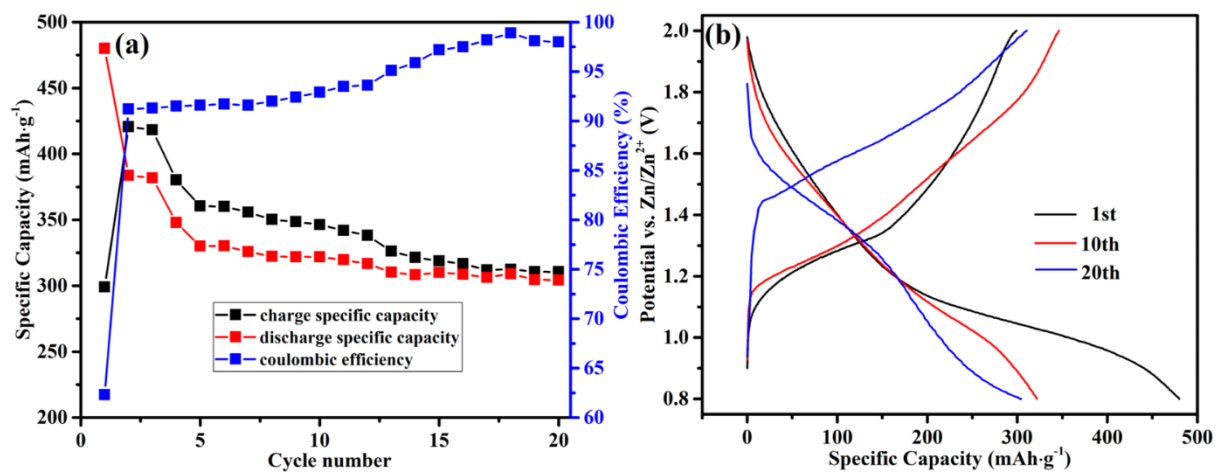 (a)
500
450
400
350
300
250
200
Specific Capacity (mAh·g⁻¹)
0
5
10
15
20
Cycle number
100
95
90
85
80
75
70
65
60
Coulombic Efficiency (%)
charge specific capacity
discharge specific capacity
coulombic efficiency
(b)
2.0
1.8
1.6
1.4
1.2
1.0
0.8
Potential vs. Zn/Zn²⁺ (V)
0
100
200
300
400
500
Specific Capacity (mAh·g⁻¹)
1st
10th
20th